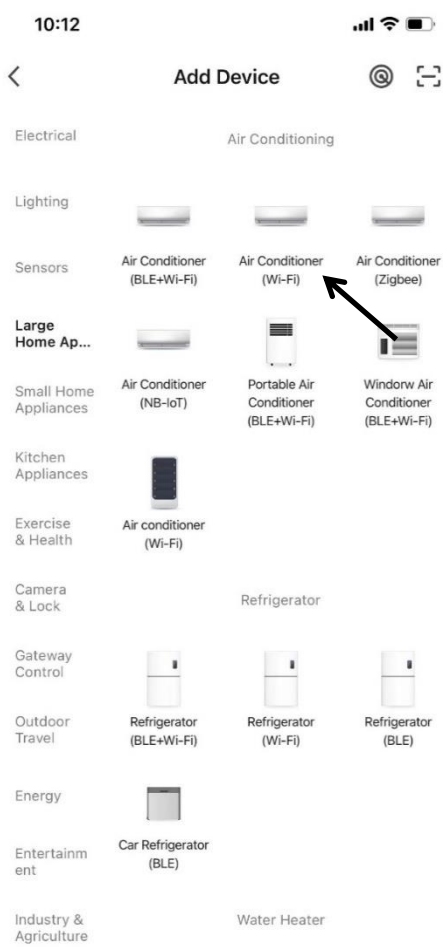 10:12
Add Device
Electrical
Lighting
Sensors
Large
Home Ap...
Small Home
Appliances
Kitchen
Appliances
Exercise
& Health
Camera
& Lock
Gateway
Control
Outdoor
Travel
Energy
Entertainm
ent
Industry &
Agriculture
Air Conditioning
Air Conditioner
(BLE+Wi-Fi)
Air Conditioner
(Wi-Fi)
Air Conditioner
(Zigbee)
Air Conditioner
(NB-IoT)
Portable Air
Conditioner
(BLE+Wi-Fi)
Windorw Air
Conditioner
(BLE+Wi-Fi)
Air conditioner
(Wi-Fi)
Refrigerator
Refrigerator
(BLE+Wi-Fi)
Refrigerator
(Wi-Fi)
Refrigerator
(BLE)
Car Refrigerator
(BLE)
Water Heater